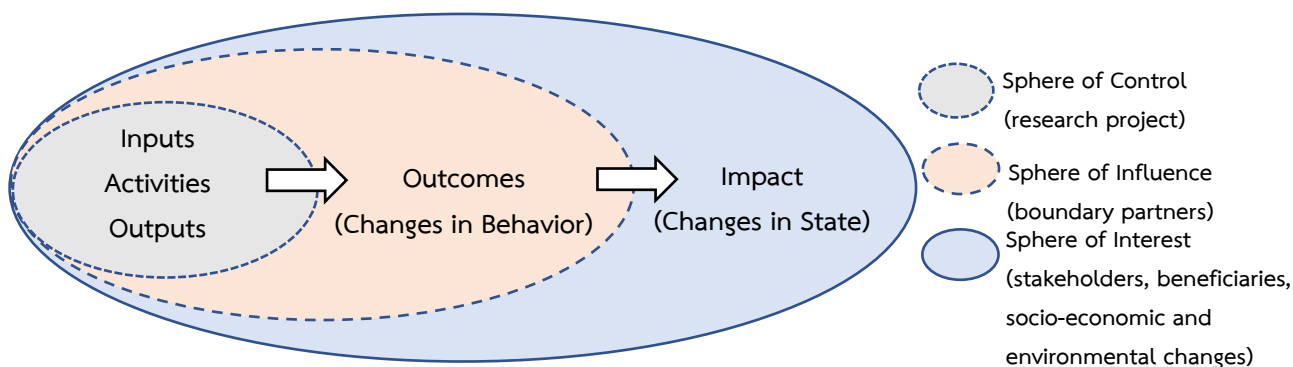 Inputs
Activities
Outputs
Outcomes
(Changes in Behavior)
Impact
(Changes in State)
Sphere of Control
(research project)
Sphere of Influence
(boundary partners)
Sphere of Interest
(stakeholders, beneficiaries,
socio-economic and
environmental changes)